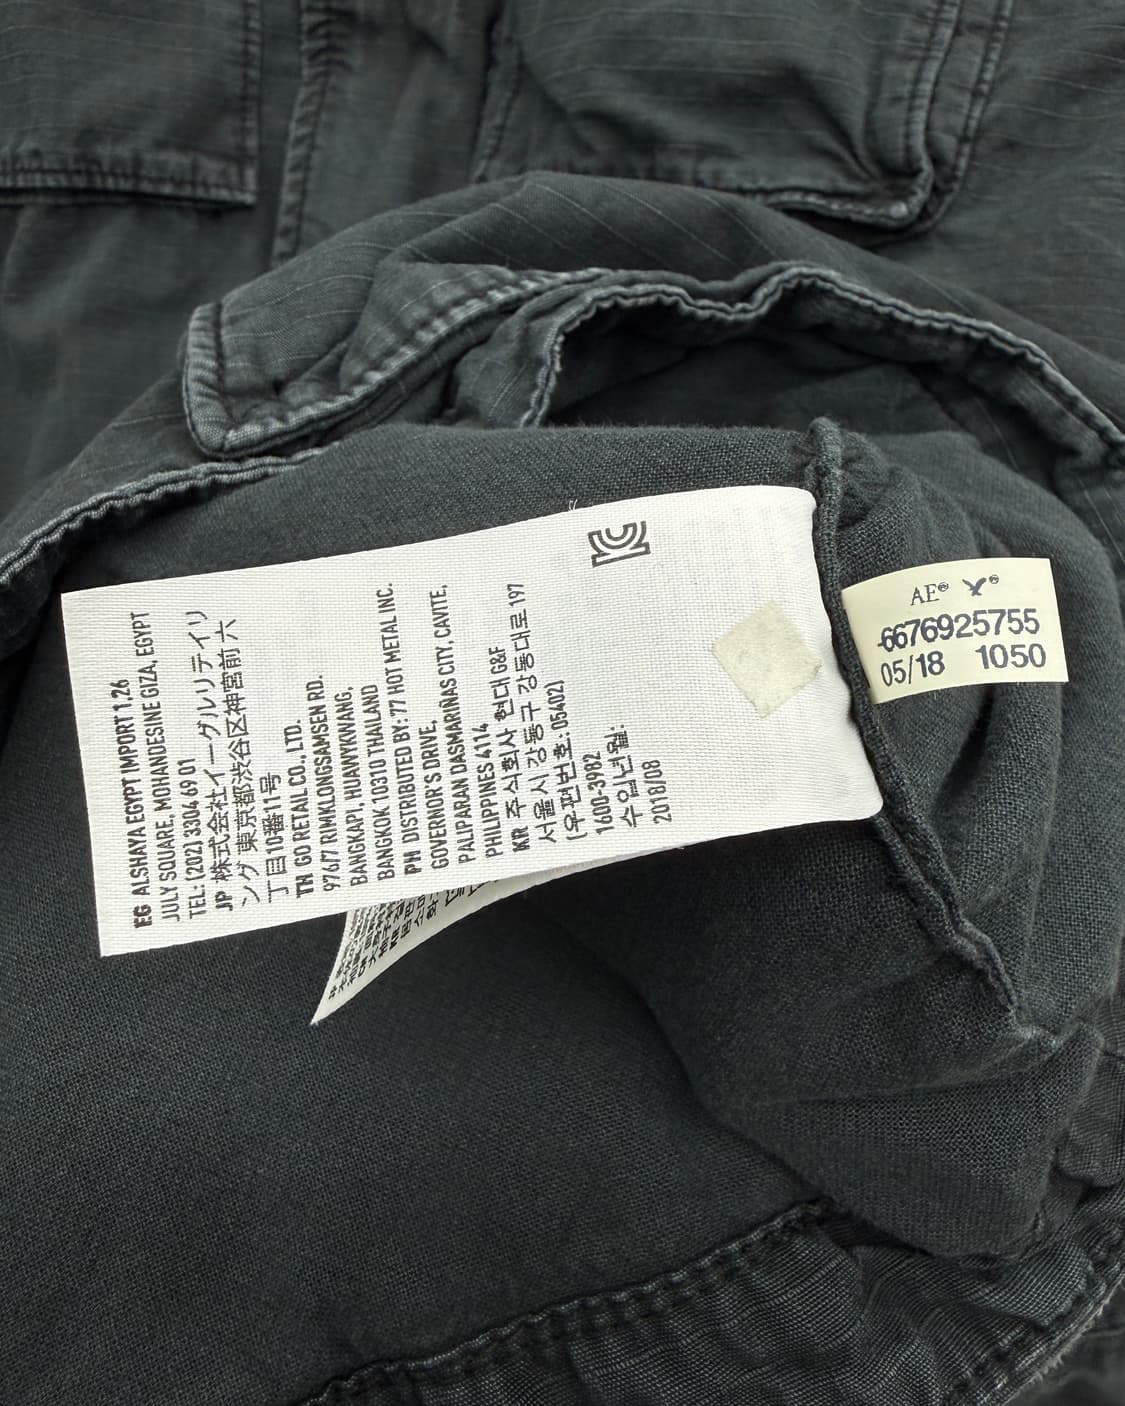 EG ALSHAYA EGYPT IMPORT 1,26
JULY SQUARE, MOHANDESINE GIZA, EGYPT
TEL: (202) 3304 69 01
JP 株式会社イーグルリテイリ
ング 東京都渋谷区神宮前 六
丁目10番11号
TH GO RETAIL CO., LTD.
976/7 RIMKLONGSAMSEN RD.
BANGKAPI, HUAWYKWANG,
BANGKOK 10310 THAILAND
PH DISTRIBUTED BY: 77 HOT METAL INC.
GOVERNOR'S DRIVE,
PALIPARAN DASMARIÑAS CITY, CAVITE,
PHILIPPINES 4114
KR 주식회사 현대 G&F
서울시 강동구 강동대로 197
(우편번호: 05402)
1600-3982
수입년월:
2018/08
AE®
6676925755
05/18 1050